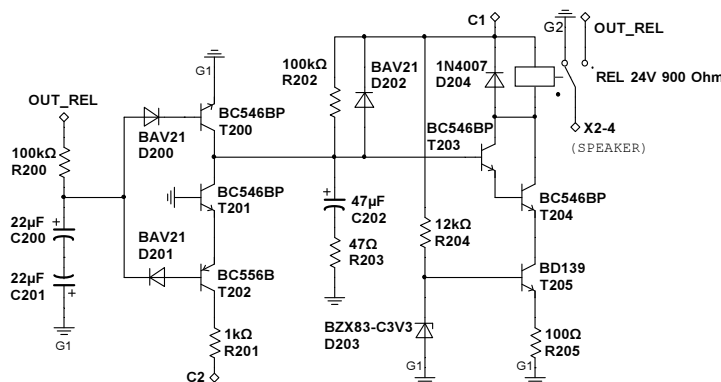 C1
G2
OUT_REL
G1
100kΩ
R202
BAV21
D202
1N4007
D204
REL 24V 900 Ohm
OUT_REL
BAV21
D200
BC546BP
T200
BC546BP
T203
X2-4
(SPEAKER)
100kΩ
R200
BC546BP
T201
47µF
C202
BC546BP
T204
22µF
C200
BAV21
D201
47Ω
R203
12kΩ
R204
22µF
C201
BC556B
T202
BD139
T205
BZX83-C3V3
D203
100Ω
R205
G1
1kΩ
R201
G1
G1
C2